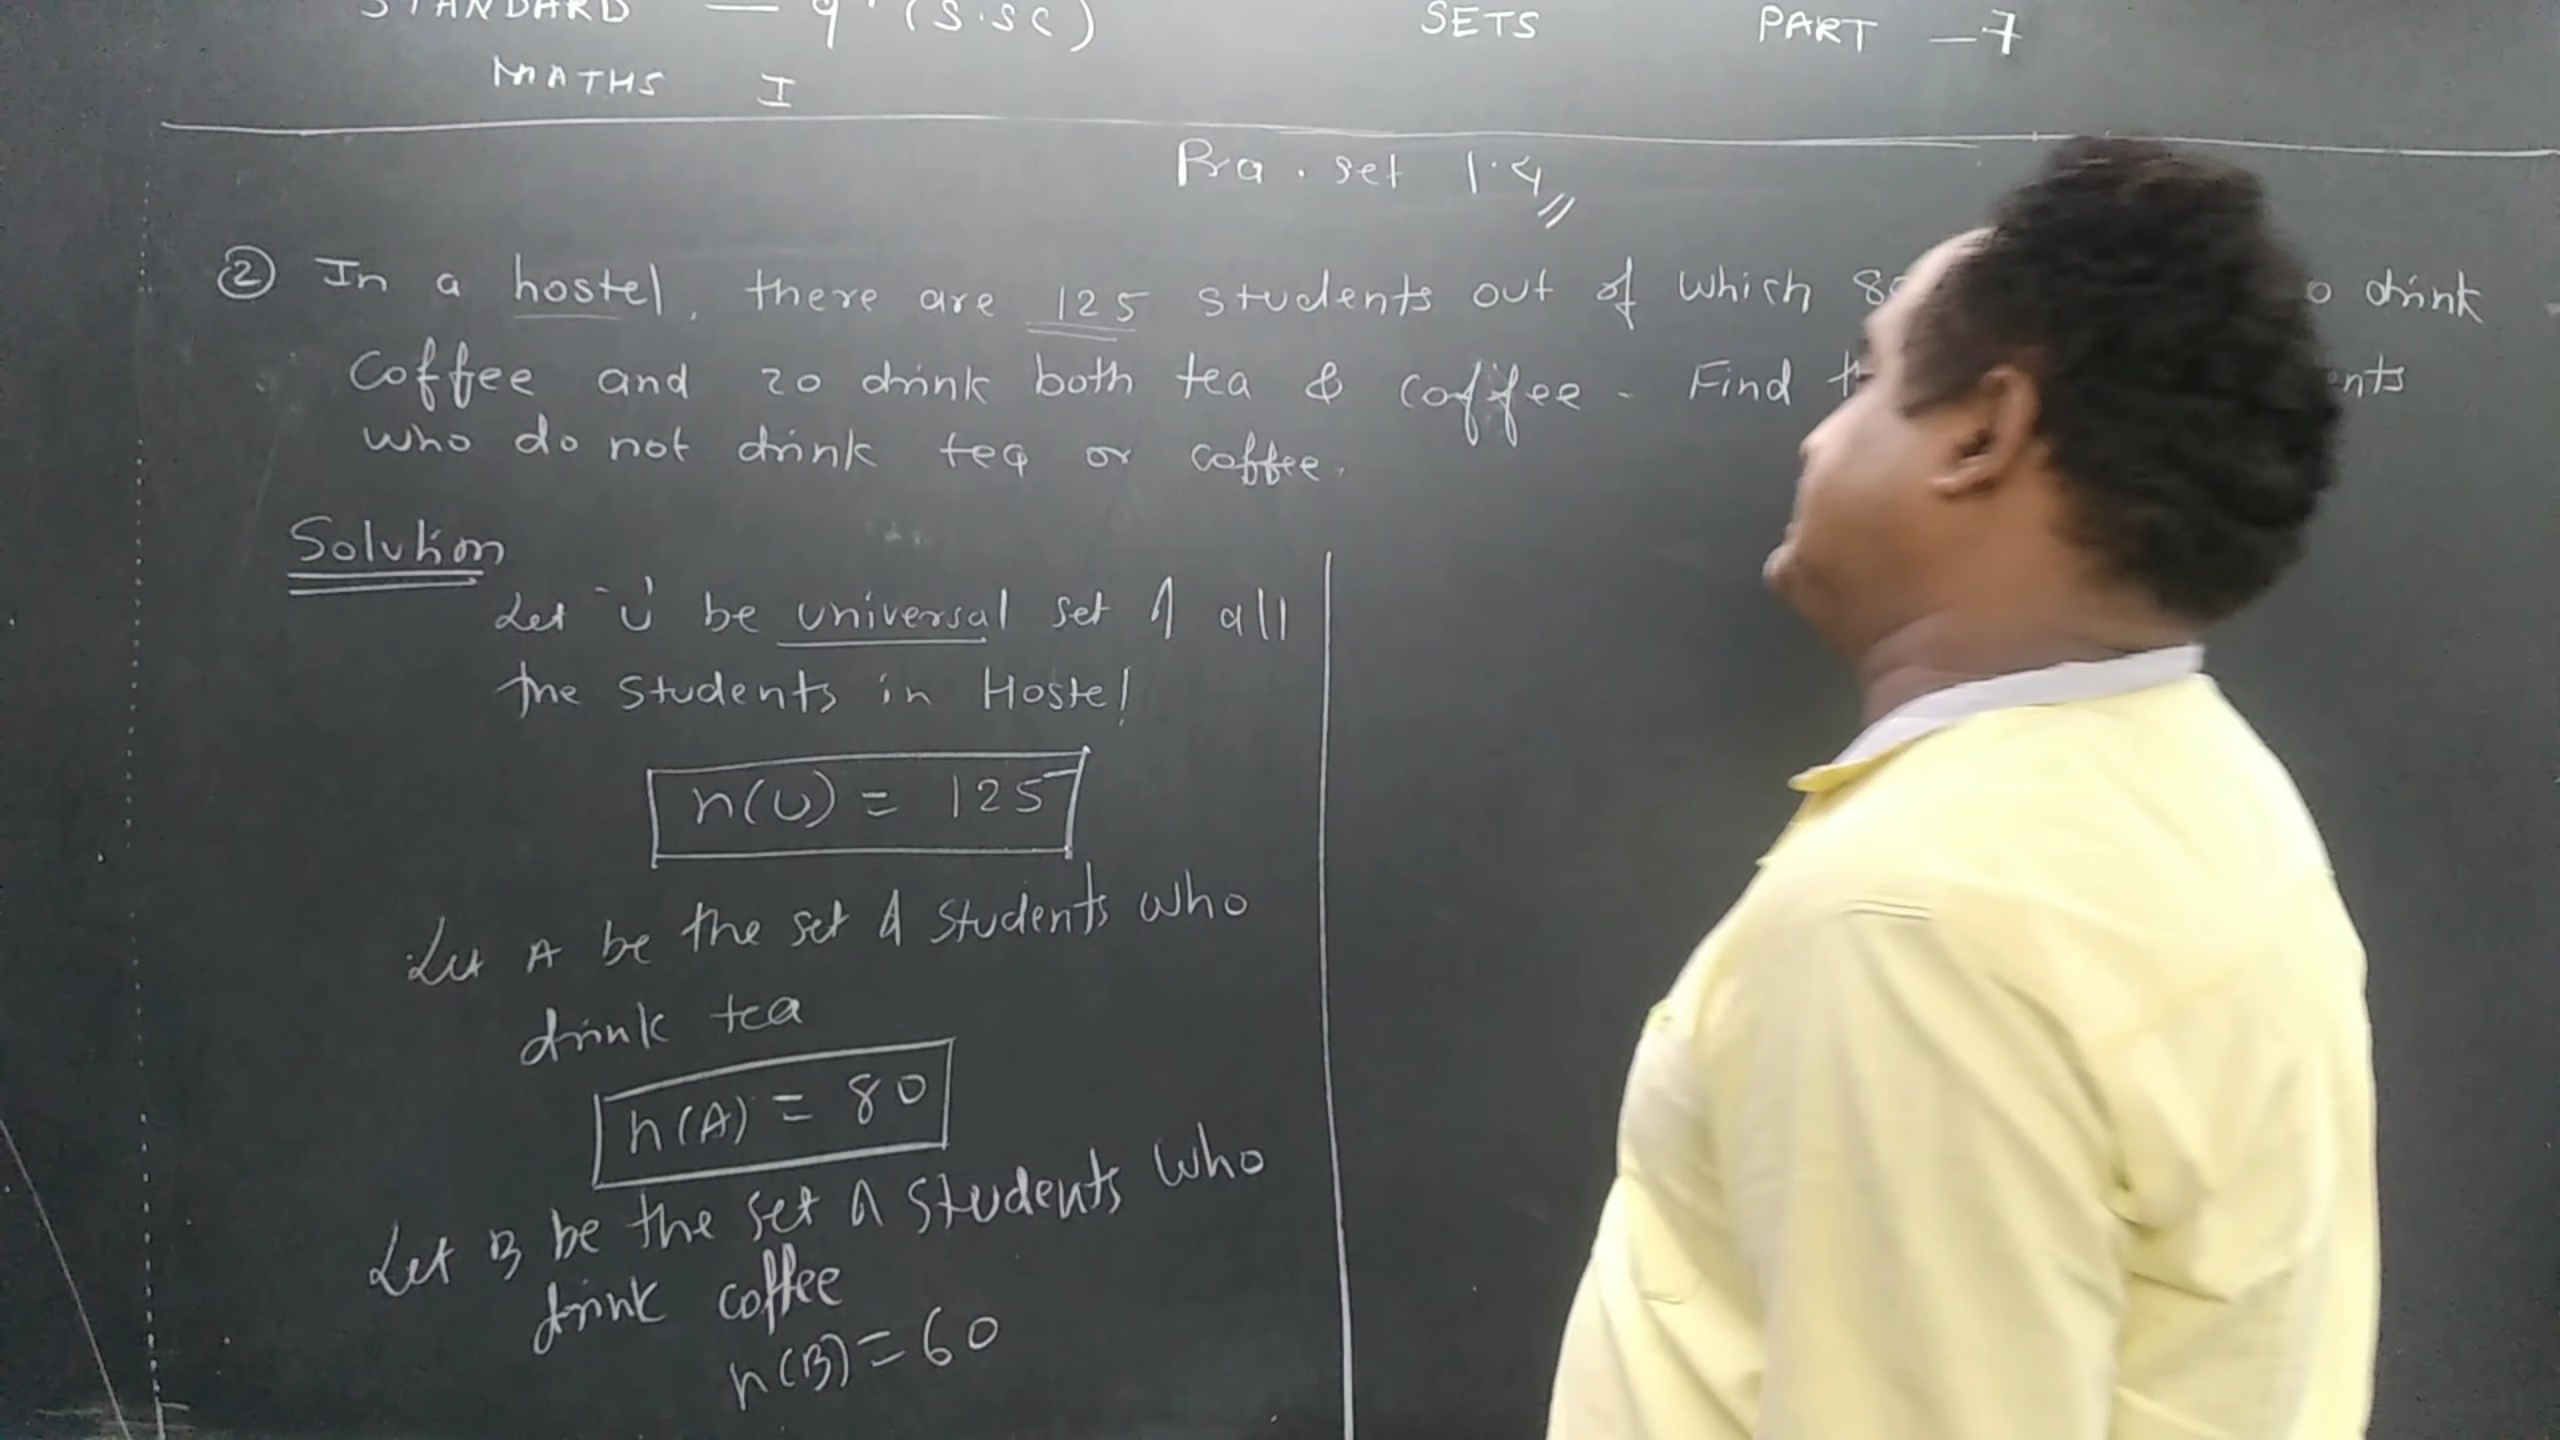 STANDARD — 9 (S.SC) SETS PART - 7
MATHS I
Pra. set 1.4
② In a hostel, there are 125 students out of which 80 drink
coffee and 20 drink both tea & coffee. Find
who do not drink tea or coffee.
Solution
Let 'U' be universal set of all
the students in Hostel
n(U) = 125
Let A be the set of students who
drink tea
n(A) = 80
Let B be the set of students who
drink coffee
n(B) = 60